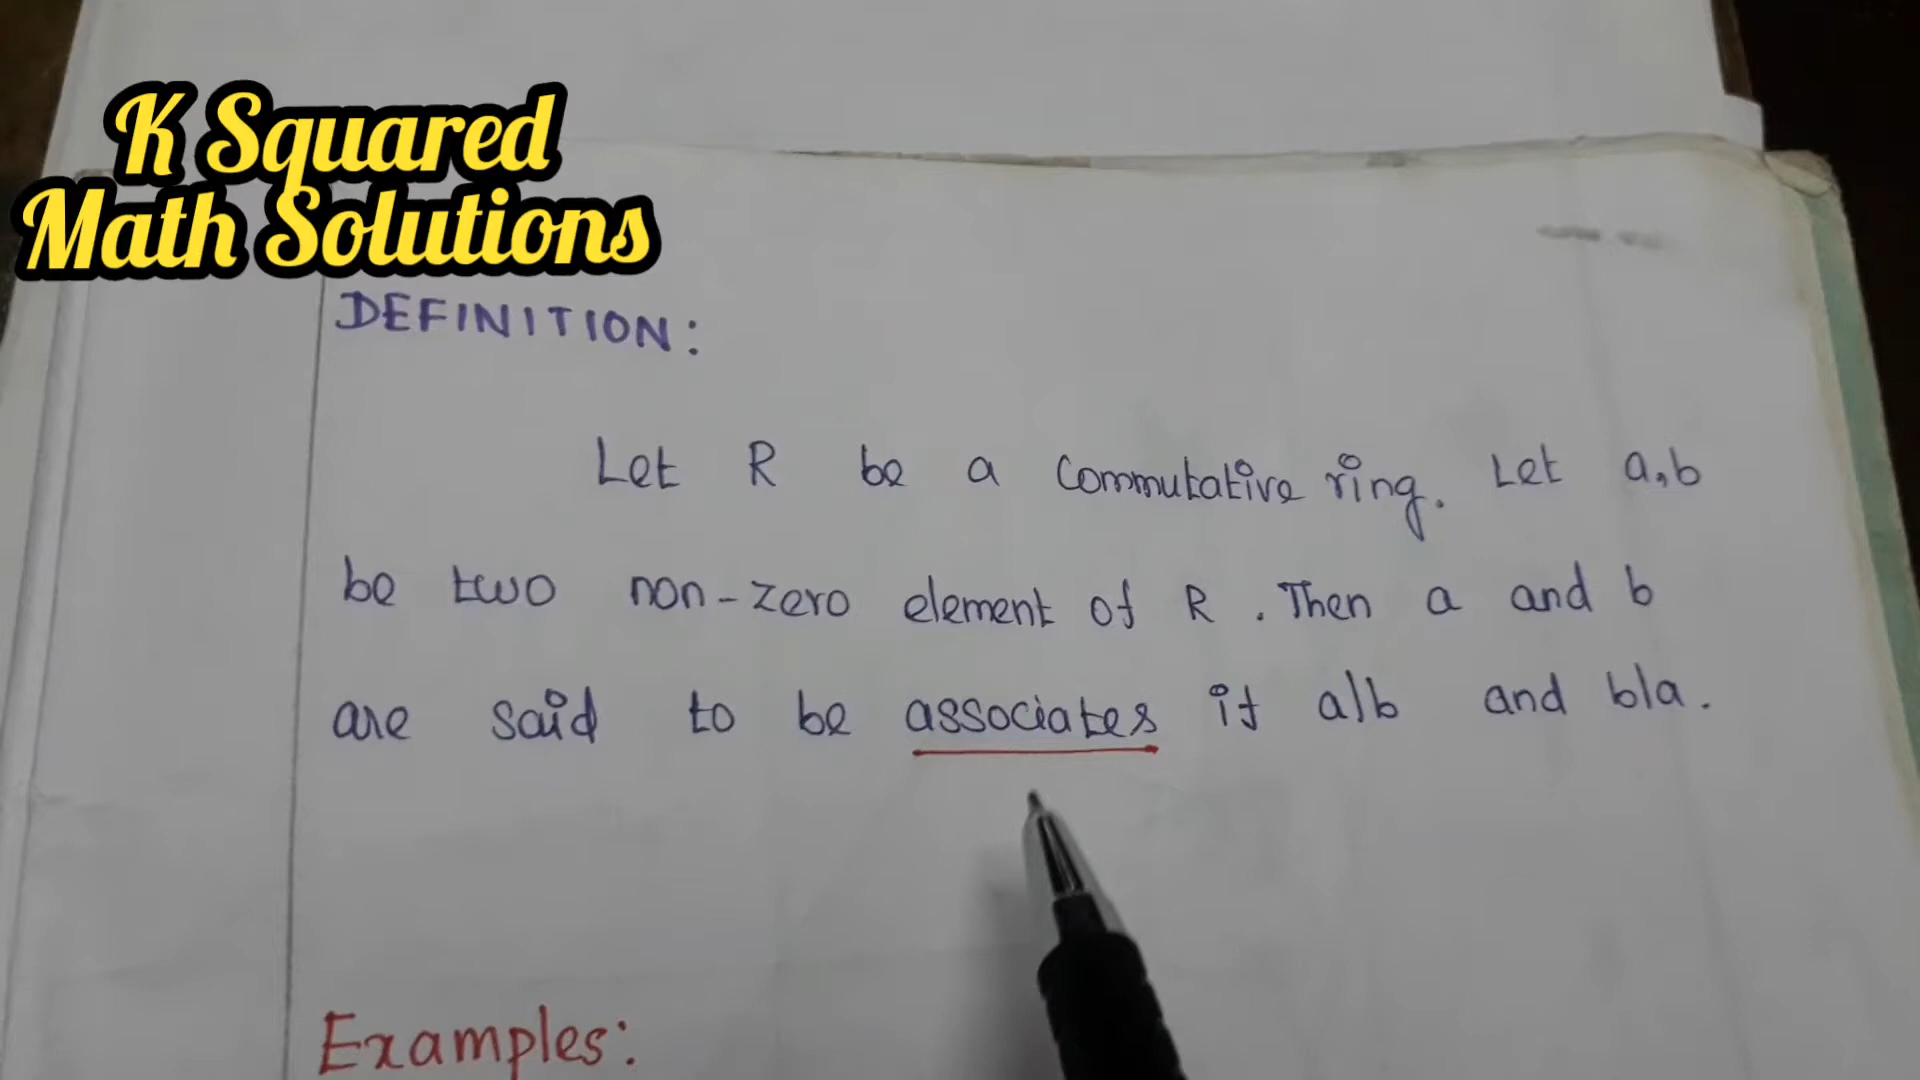 K Squared
Math Solutions
DEFINITION:
Let R be a commutative ring. Let a,b
be two non-zero element of R. Then a and b
are said to be associates if a|b and b|a.
Examples: